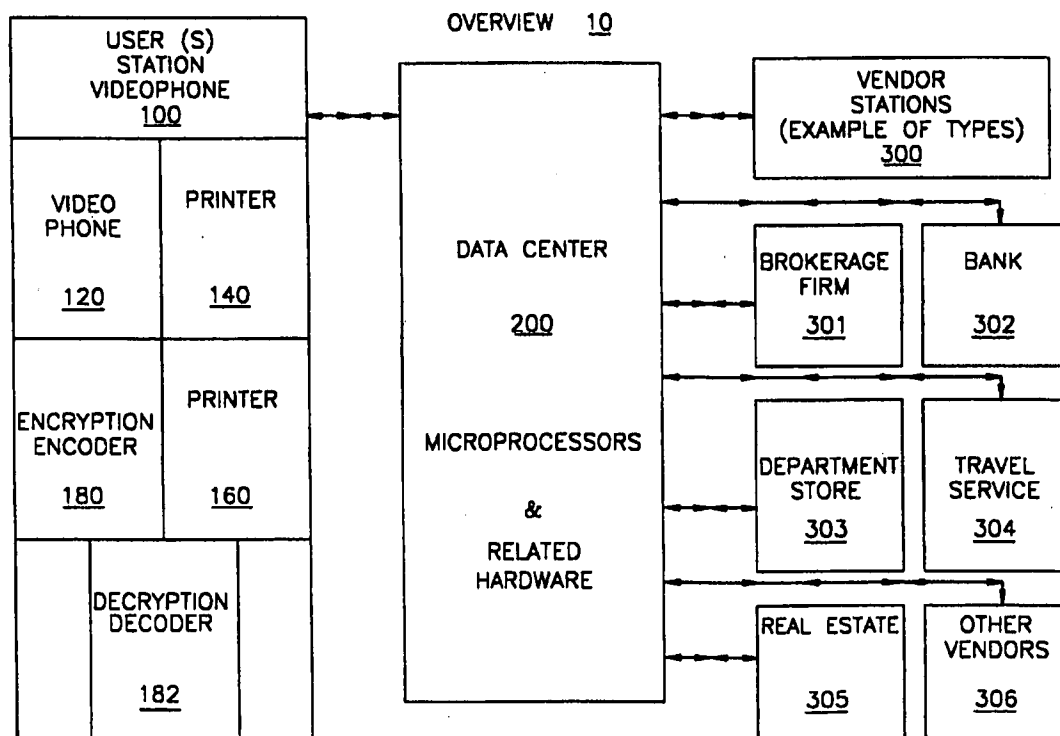 OVERVIEW 10
USER (S)
STATION
VIDEOPHONE
100
VIDEO
PHONE
120
PRINTER
140
ENCRYPTION
ENCODER
180
PRINTER
160
DECRYPTION
DECODER
182
DATA CENTER
200
MICROPROCESSORS
&
RELATED
HARDWARE
VENDOR
STATIONS
(EXAMPLE OF TYPES)
300
BROKERAGE
FIRM
301
BANK
302
DEPARTMENT
STORE
303
TRAVEL
SERVICE
304
REAL ESTATE
305
OTHER
VENDORS
306